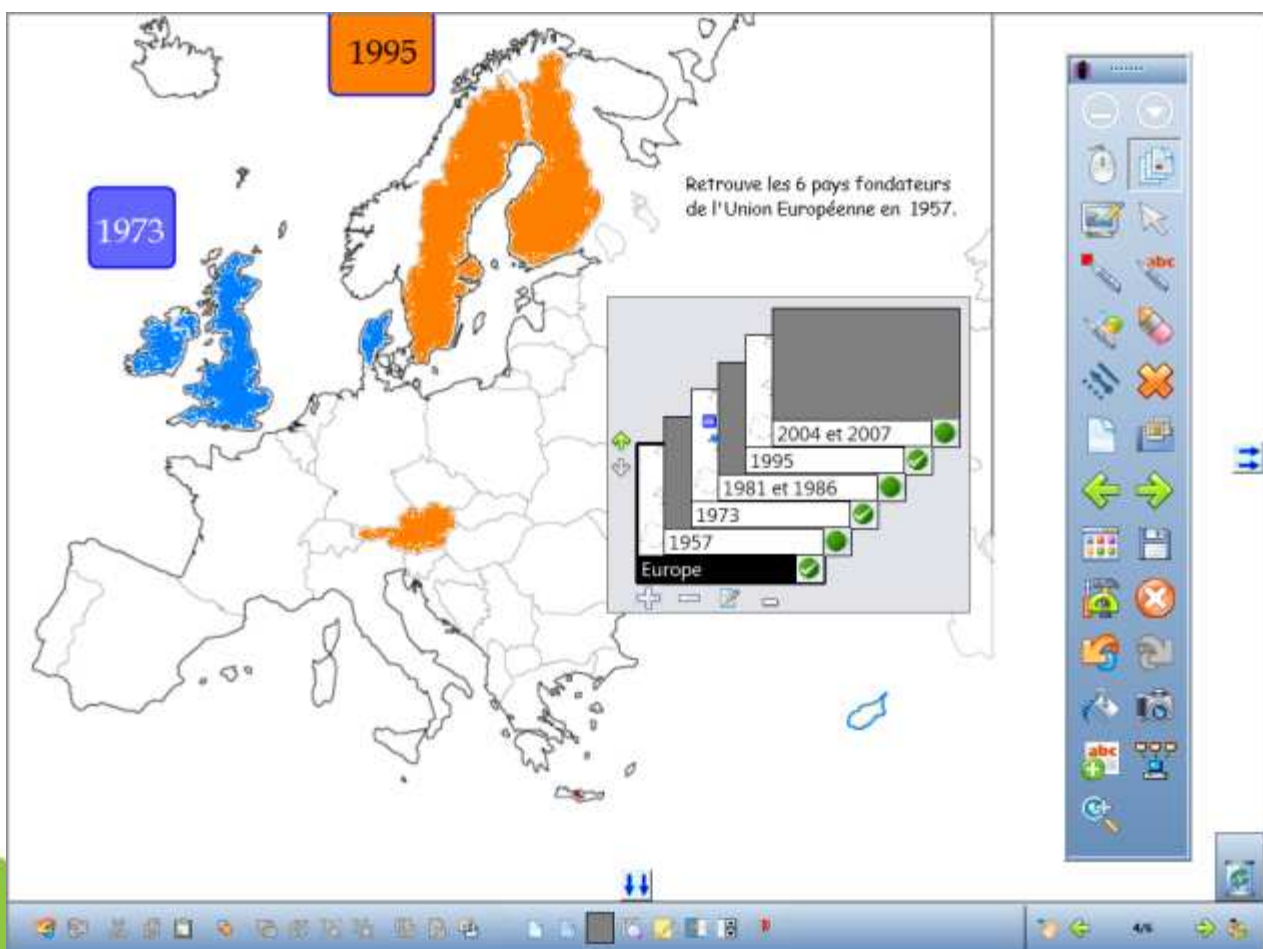 1995
1973
Retrouve les 6 pays fondateurs
de l'Union Européenne en 1957.
2004 et 2007
1995
1981 et 1986
1973
1957
Europe
abc
abc
4/6